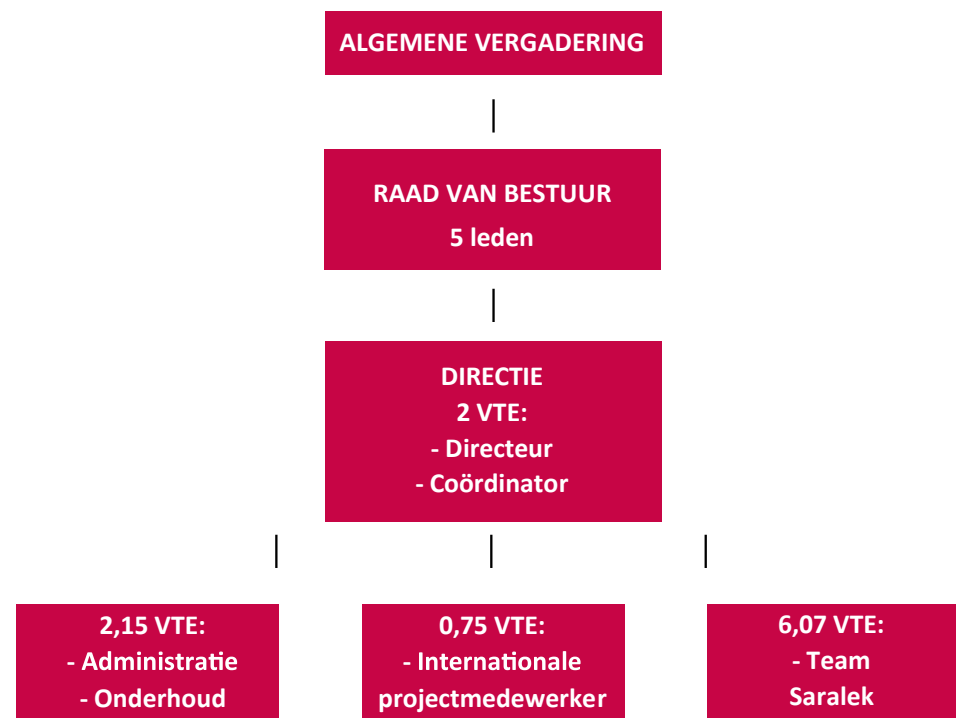 ALGEMENE VERGADERING
RAAD VAN BESTUUR
5 leden
DIRECTIE
2 VTE:
- Directeur
- Coördinator
2,15 VTE:
- Administratie
- Onderhoud
0,75 VTE:
- Internationale
projectmedewerker
6,07 VTE:
- Team
Saralek